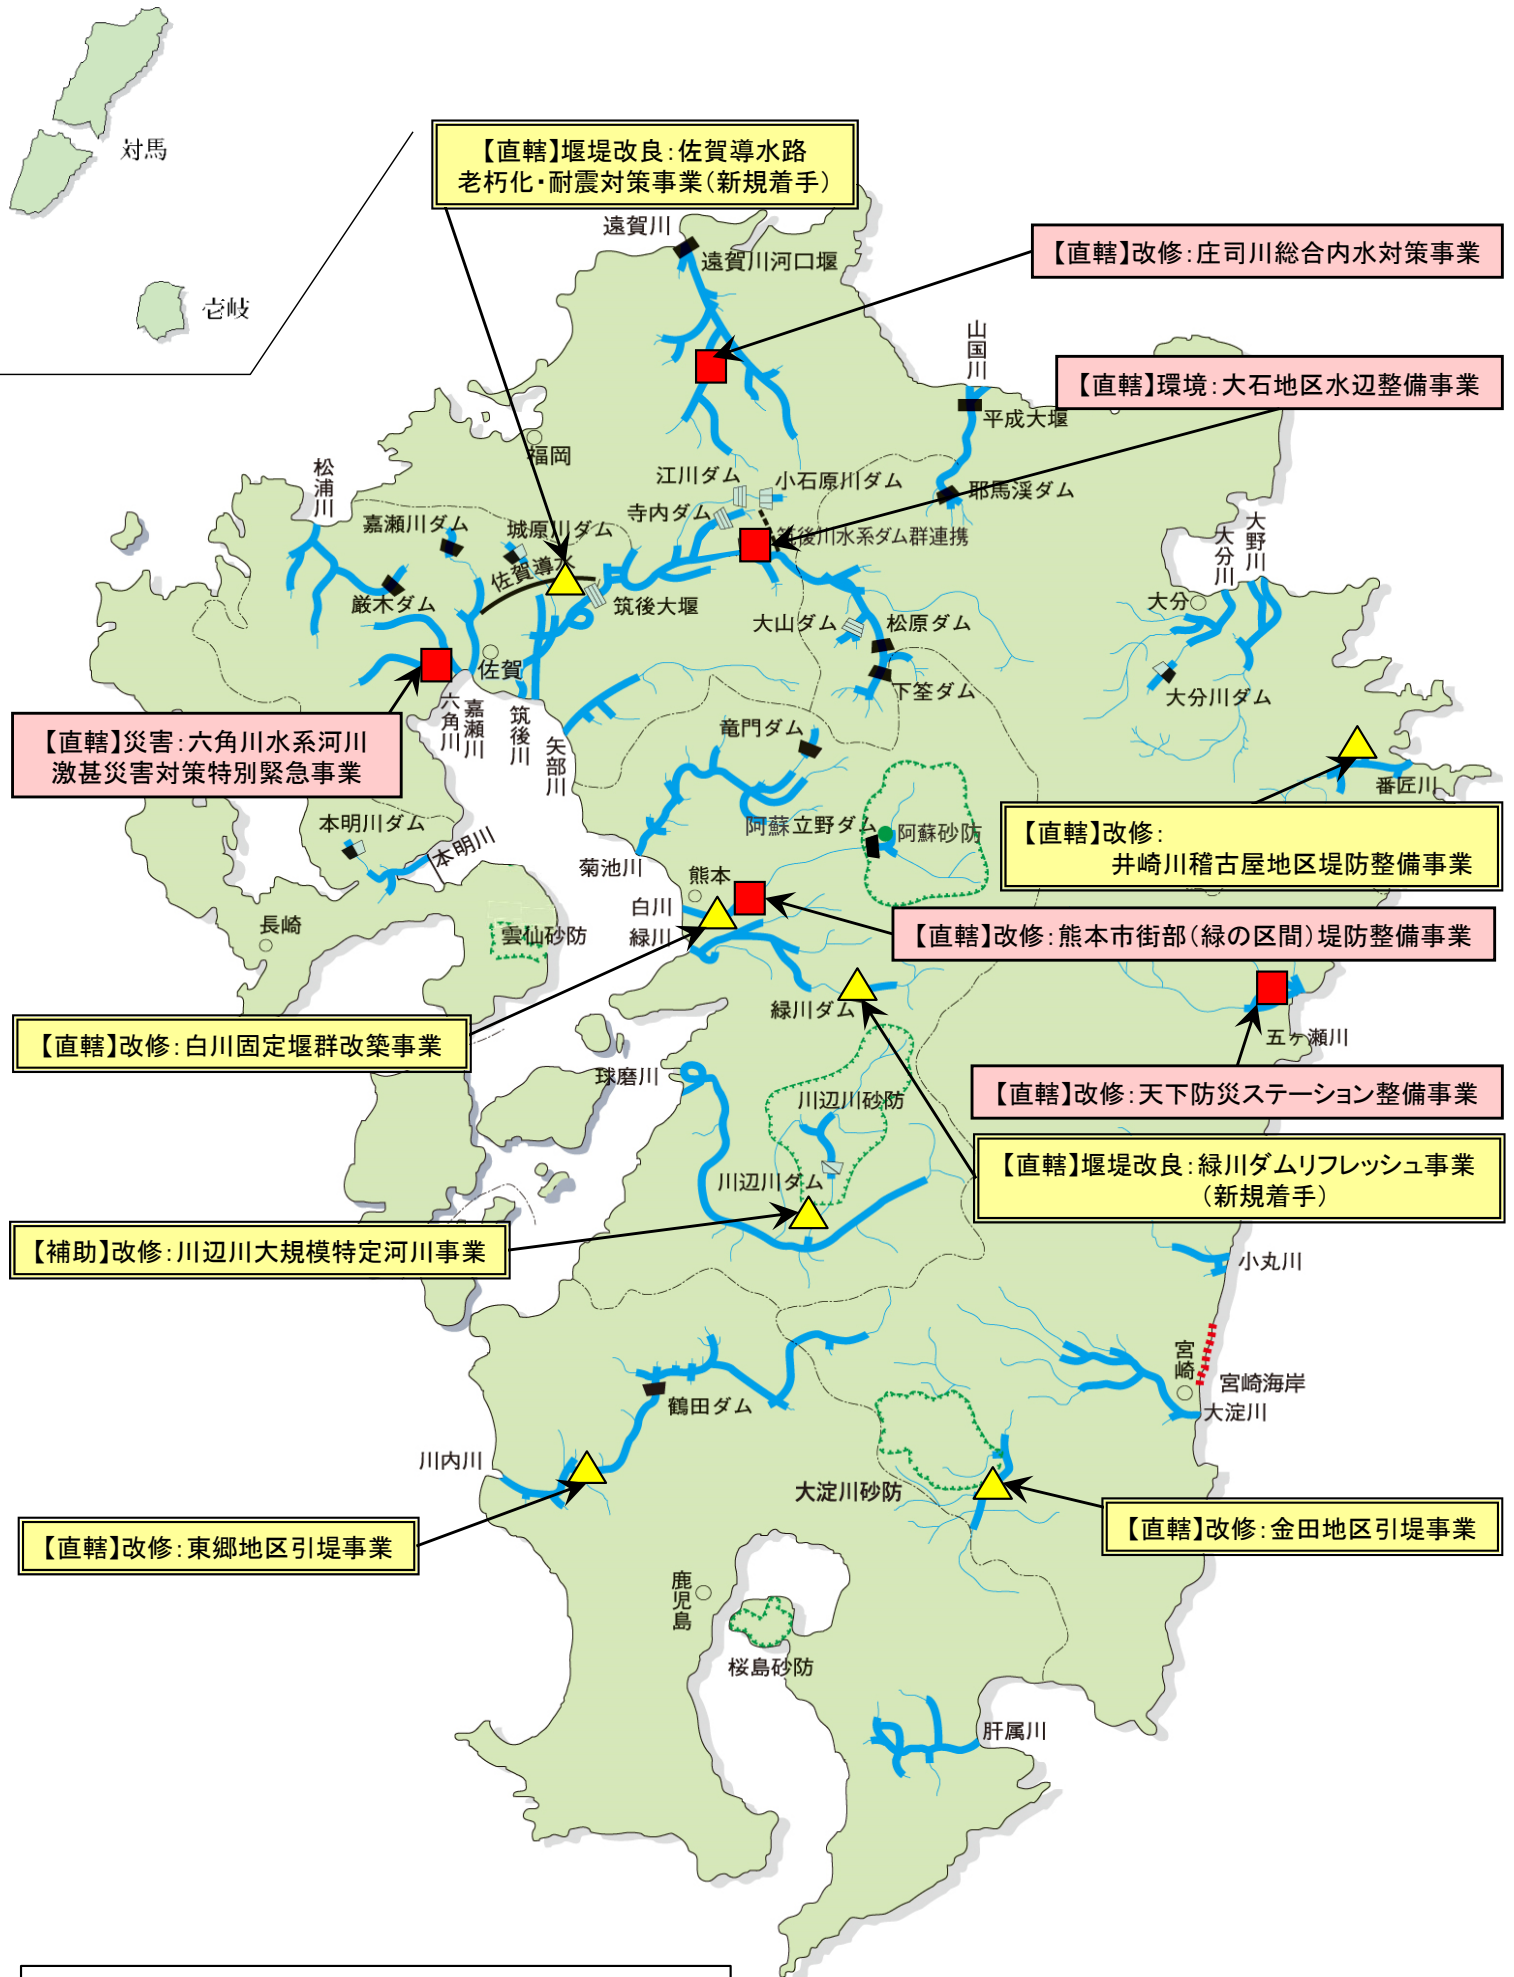 対馬
壱岐
【直轄】堰堤改良：佐賀導水路
老朽化・耐震対策事業（新規着手）
遠賀川
遠賀川河口堰
【直轄】改修：庄司川総合内水対策事業
山国川
【直轄】環境：大石地区水辺整備事業
平成大堰
福岡
松浦川
江川ダム
小石原川ダム
耶馬渓ダム
寺内ダム
嘉瀬川ダム
城原川ダム
筑後川水系ダム群連携
大分川
大野川
佐賀導水
厳木ダム
筑後大堰
大山ダム
松原ダム
大分
佐賀
下筌ダム
大分川ダム
六角川
嘉瀬川
筑後川
矢部川
【直轄】災害：六角川水系河川
激甚災害対策特別緊急事業
竜門ダム
番匠川
本明川ダム
本明川
阿蘇立野ダム
阿蘇砂防
【直轄】改修：
井崎川稽古屋地区堤防整備事業
菊池川
熊本
白川
緑川
長崎
雲仙砂防
【直轄】改修：熊本市街部（緑の区間）堤防整備事業
緑川ダム
【直轄】改修：白川固定堰群改築事業
五ヶ瀬川
球磨川
川辺川砂防
【直轄】改修：天下防災ステーション整備事業
【直轄】堰堤改良：緑川ダムリフレッシュ事業
（新規着手）
川辺川ダム
【補助】改修：川辺川大規模特定河川事業
小丸川
宮崎
宮崎海岸
大淀川
鶴田ダム
川内川
大淀川砂防
【直轄】改修：東郷地区引堤事業
【直轄】改修：金田地区引堤事業
鹿児島
桜島砂防
肝属川